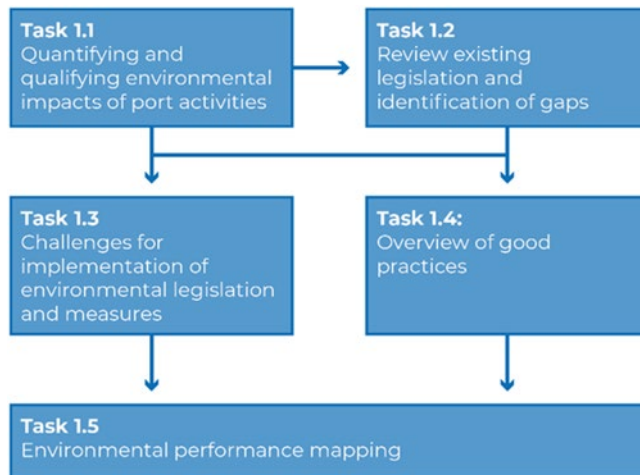 Task 1.1
Quantifying and
qualifying environmental
impacts of port activities
Task 1.2
Review existing
legislation and
identification of gaps
Task 1.3
Challenges for
implementation of
environmental legislation
and measures
Task 1.4:
Overview of good
practices
Task 1.5
Environmental performance mapping